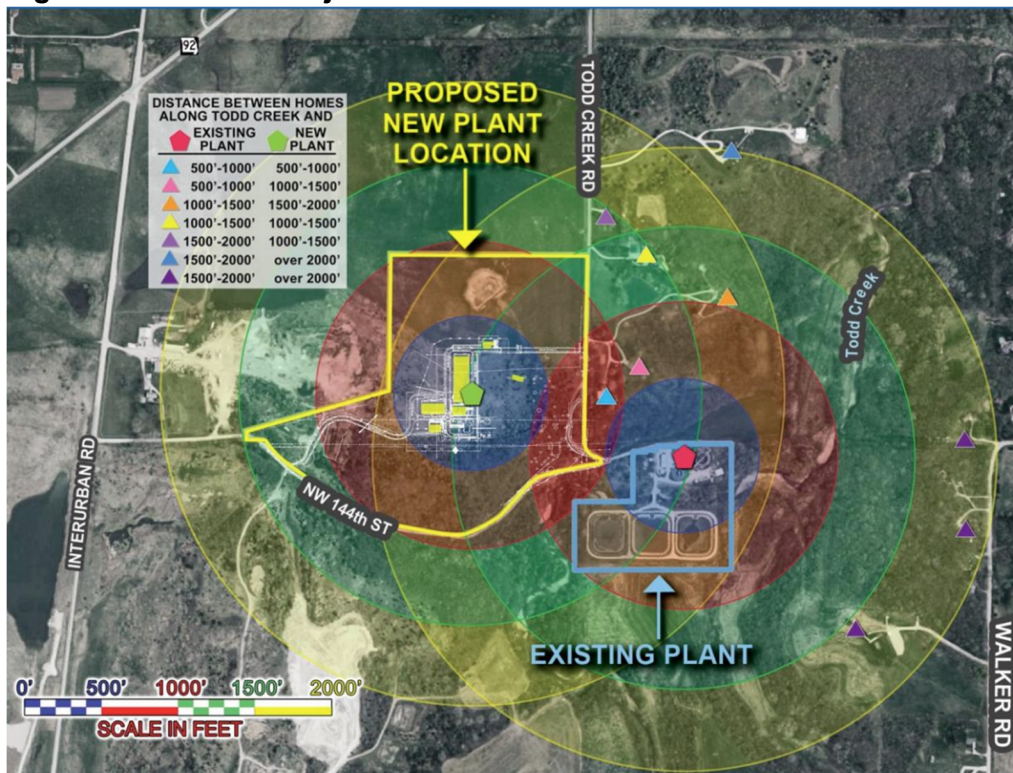 92
DISTANCE BETWEEN HOMES
ALONG TODD CREEK AND
EXISTING PLANT NEW PLANT
500'-1000' 500'-1000'
500'-1000' 1000'-1500'
1000'-1500' 1500'-2000'
1000'-1500' 1000'-1500'
1500'-2000' 1000'-1500'
1500'-2000' over 2000'
1500'-2000' over 2000'
PROPOSED
NEW PLANT
LOCATION
TODD CREEK RD
Todd Creek
INTERURBAN RD
NW 144th ST
EXISTING PLANT
WALKER RD
0' 500' 1000' 1500' 2000'
SCALE IN FEET